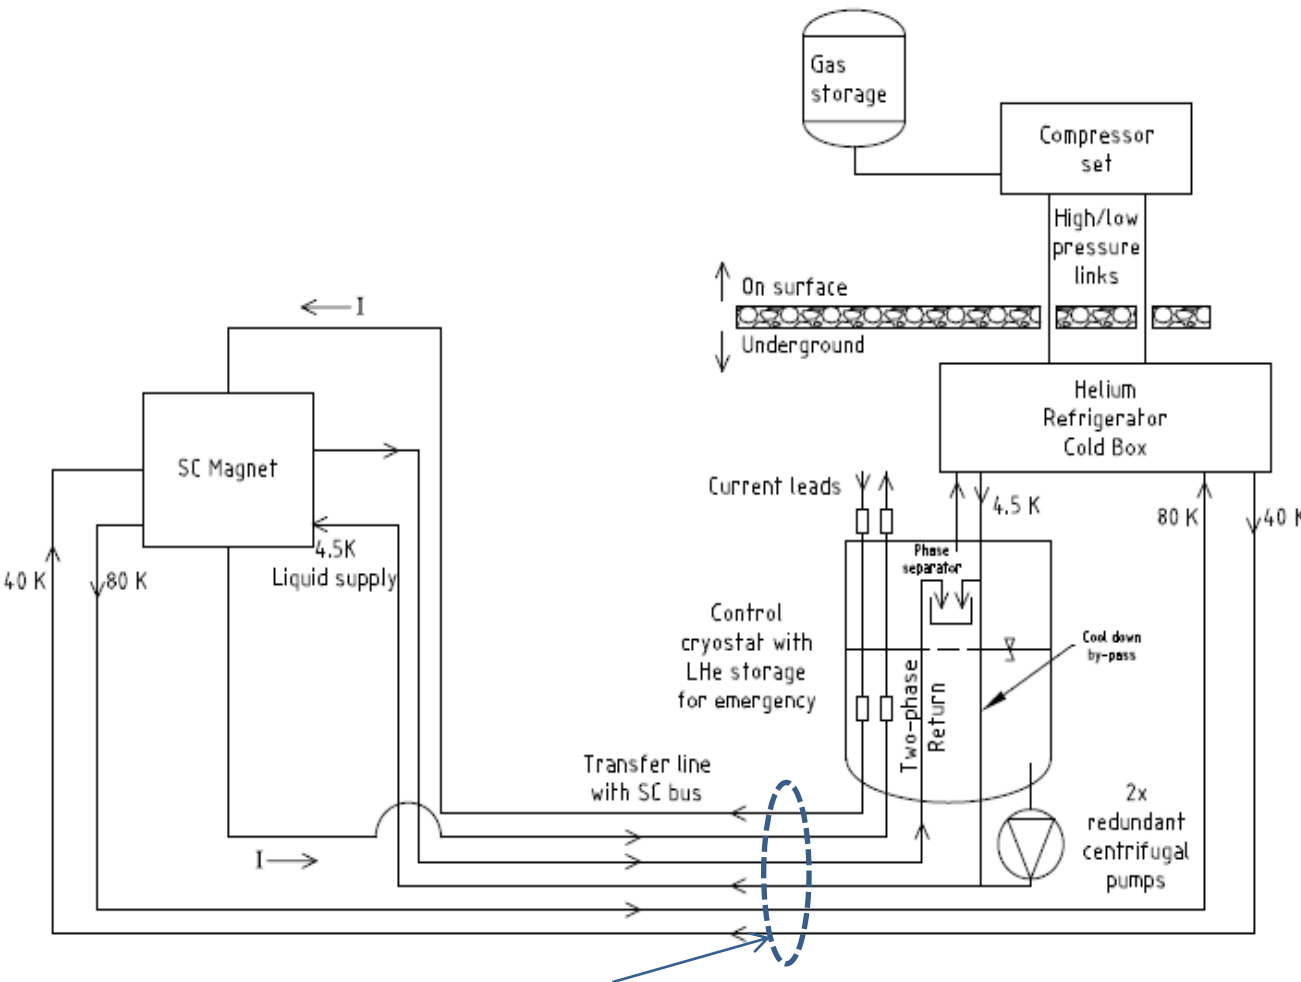 Gas
storage
Compressor
set
High/low
pressure
links
On surface
Underground
I
Helium
Refrigerator
Cold Box
SC Magnet
Current leads
4.5 K
80 K
40 K
4.5K
Liquid supply
40 K
80 K
Phase
separator
Control
cryostat with
LHe storage
for emergency
Cool down
by-pass
Two-phase
Return
Transfer line
with SC bus
2x
redundant
centrifugal
pumps
I